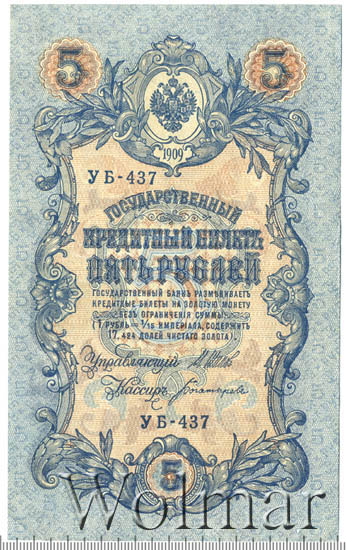 5 5
1909
УБ-437
ГОСУДАРСТВЕННЫЙ
КРЕДИТНЫЙ БИЛЕТЪ
ПЯТЬ РУБЛЕЙ
ГОСУДАРСТВЕННЫЙ БАНКЪ РАЗМѢНИВАЕТЪ
КРЕДИТНЫЕ БИЛЕТЫ НА ЗОЛОТУЮ МОНЕТУ
БЕЗЪ ОГРАНИЧЕНІЯ СУММЫ
(1 РУБЛЬ = 1/15 ИМПЕРІАЛА, СОДЕРЖИТЪ
17,424 ДОЛЕЙ ЧИСТАГО ЗОЛОТА).
Управляющій
Кассиръ
УБ-437
5
Wolmar